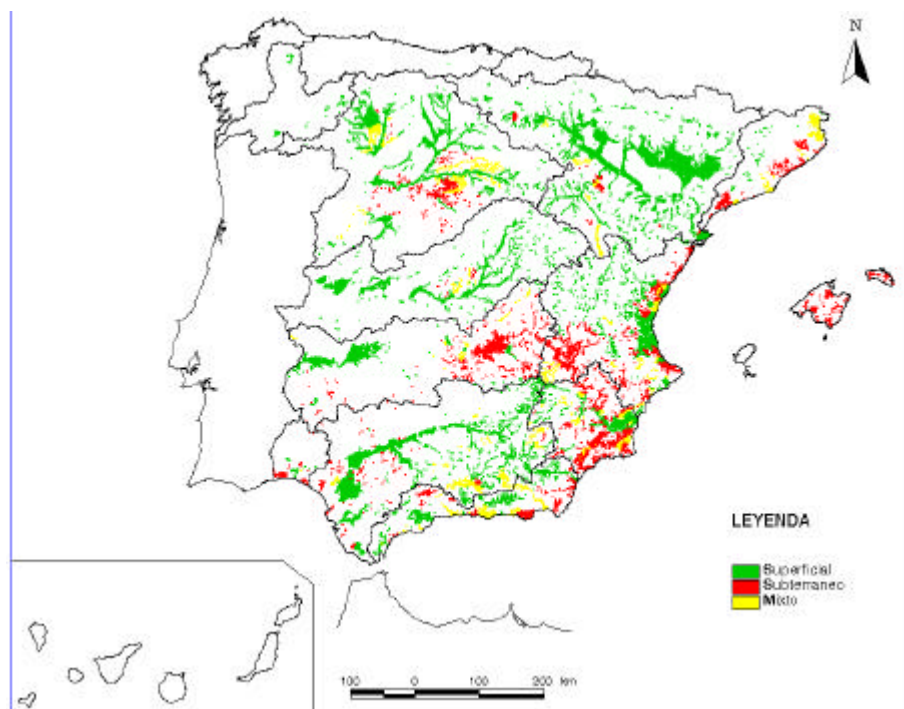 N
LEYENDA
Superficial
Subterraneo
Mixto
100 0 100 200 km